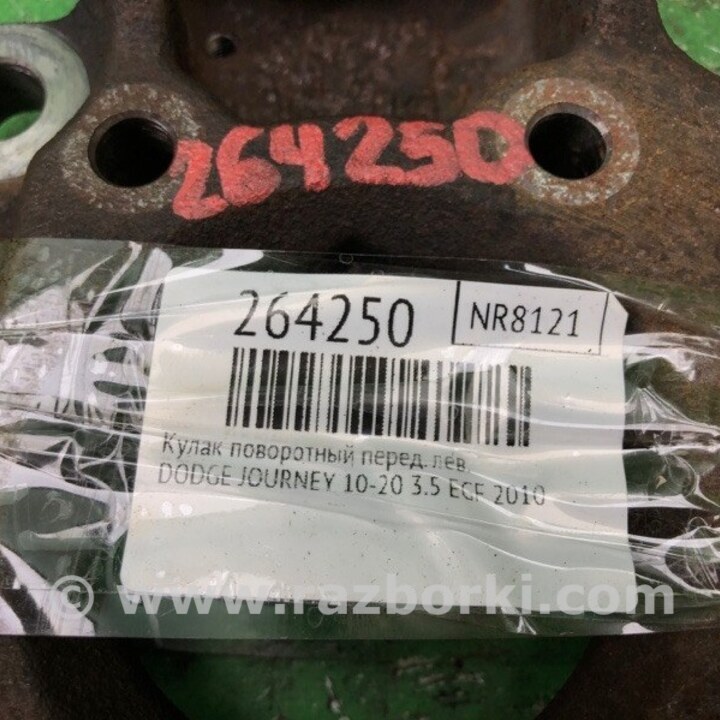 264250
264250
NR8121
Кулак поворотный перед.лев
DODGE JOURNEY 10-20 3.5 EGF 2010
© www.razborki.com